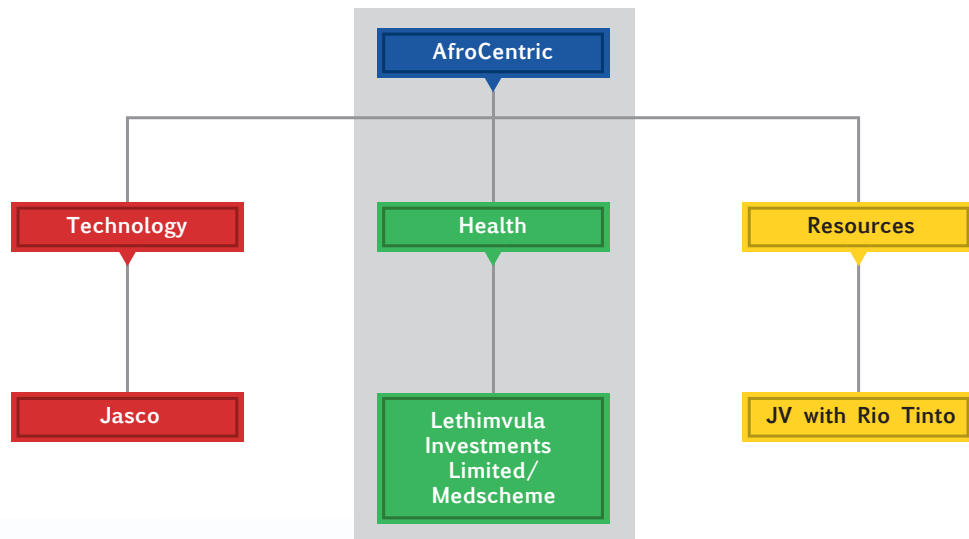 AfroCentric
Technology
Health
Resources
Jasco
Lethimvula
Investments
Limited/
Medscheme
JV with Rio Tinto